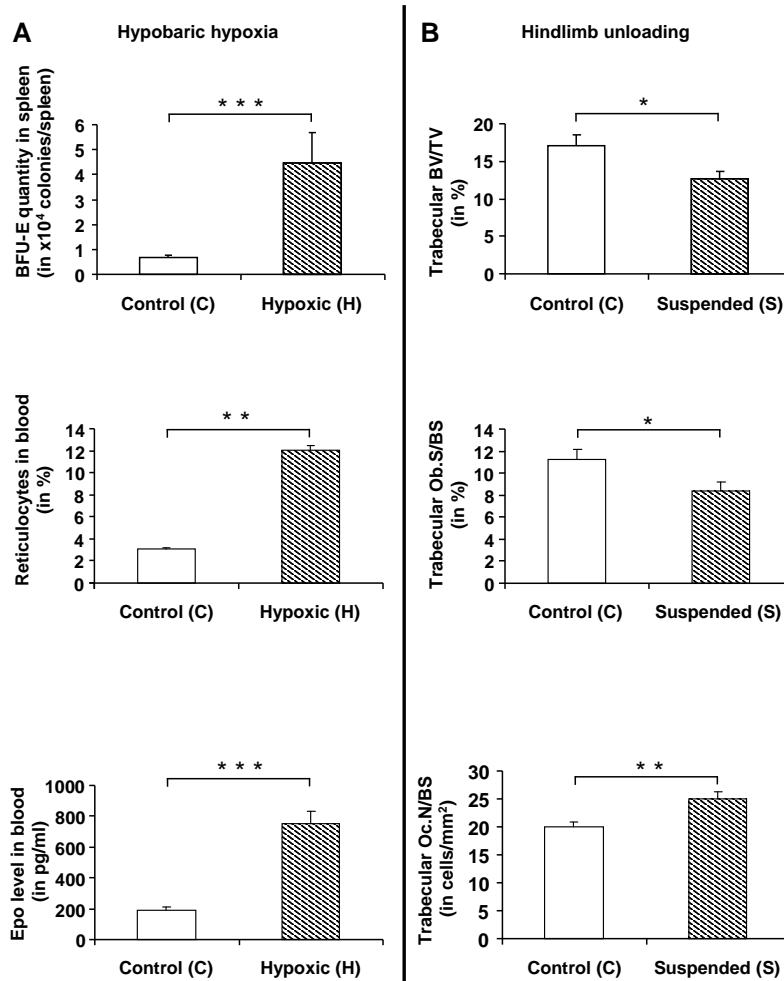 A
Hypobaric hypoxia
BFU-E quantity in spleen
(in x10⁴ colonies/spleen)
* * *
6
5
4
3
2
1
0
Control (C)
Hypoxic (H)
Reticulocytes in blood
(in %)
* *
14
12
10
8
6
4
2
0
Control (C)
Hypoxic (H)
Epo level in blood
(in pg/ml)
* * *
1000
800
600
400
200
0
Control (C)
Hypoxic (H)
B
Hindlimb unloading
Trabecular BV/TV
(in %)
*
20
15
10
5
0
Control (C)
Suspended (S)
Trabecular Ob.S/BS
(in %)
*
14
12
10
8
6
4
2
0
Control (C)
Suspended (S)
Trabecular Oc.N/BS
(in cells/mm²)
* *
30
25
20
15
10
5
0
Control (C)
Suspended (S)